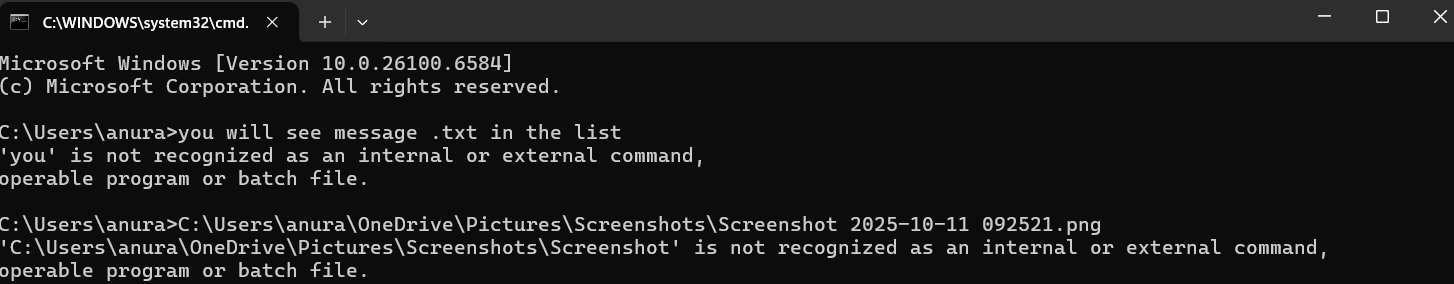 C:\WINDOWS\system32\cmd.
Microsoft Windows [Version 10.0.26100.6584]
(c) Microsoft Corporation. All rights reserved.
C:\Users\anura>you will see message .txt in the list
'you' is not recognized as an internal or external command,
operable program or batch file.
C:\Users\anura>C:\Users\anura\OneDrive\Pictures\Screenshots\Screenshot 2025-10-11 092521.png
'C:\Users\anura\OneDrive\Pictures\Screenshots\Screenshot' is not recognized as an internal or external command,
operable program or batch file.